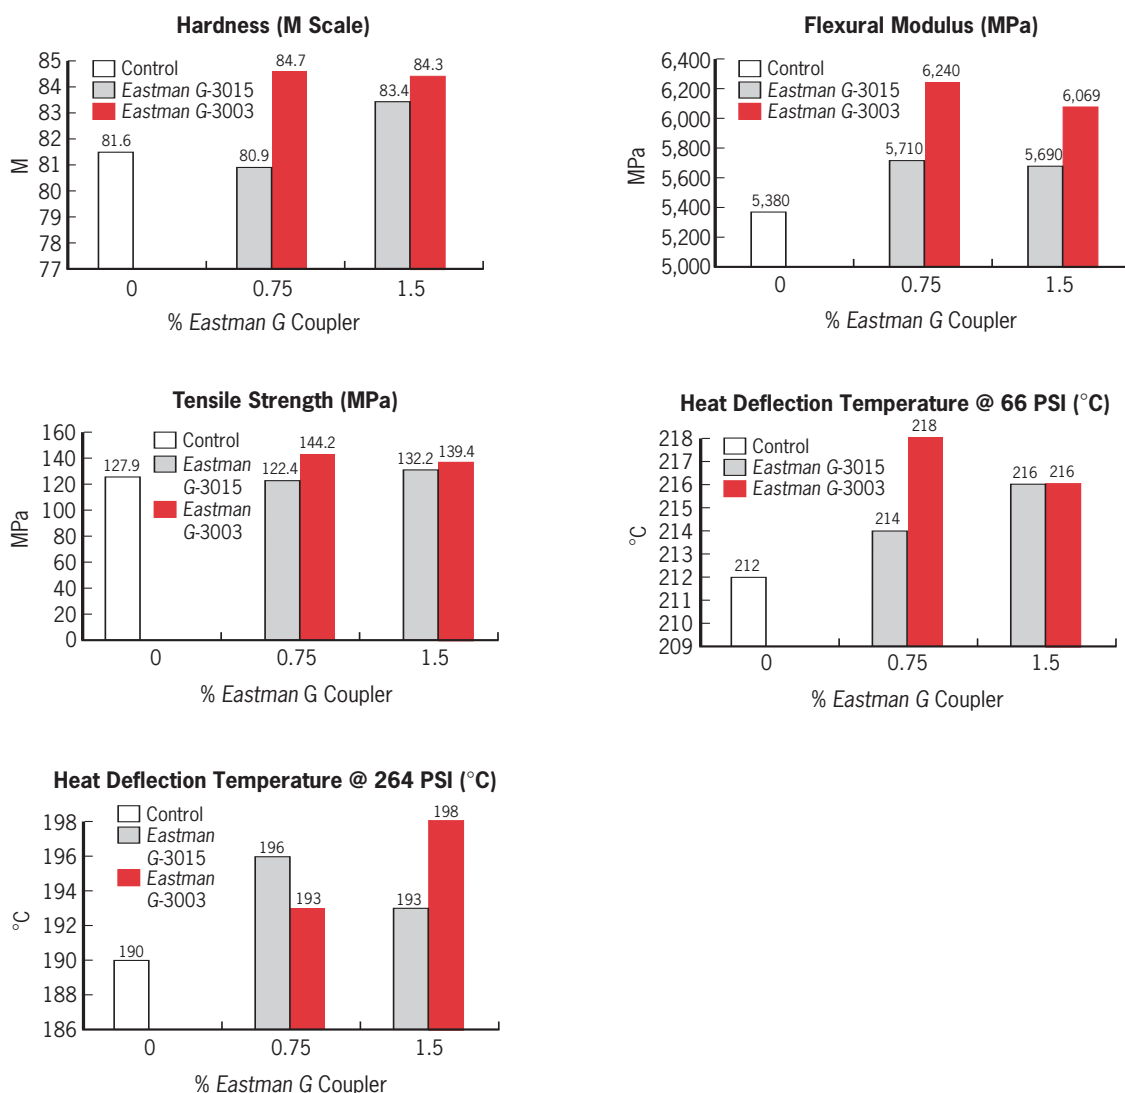 Hardness (M Scale)
85
84
83
82
81
80
79
78
77
M
Control
Eastman G-3015
Eastman G-3003
81.6
80.9
84.7
83.4
84.3
0
0.75
1.5
% Eastman G Coupler
Flexural Modulus (MPa)
6,400
6,200
6,000
5,800
5,600
5,400
5,200
5,000
MPa
Control
Eastman G-3015
Eastman G-3003
5,380
5,710
6,240
5,690
6,069
0
0.75
1.5
% Eastman G Coupler
Tensile Strength (MPa)
160
140
120
100
80
60
40
20
0
MPa
Control
Eastman
G-3015
Eastman
G-3003
127.9
122.4
144.2
132.2
139.4
0
0.75
1.5
% Eastman G Coupler
Heat Deflection Temperature @ 66 PSI (°C)
218
217
216
215
214
213
212
211
210
209
°C
Control
Eastman G-3015
Eastman G-3003
212
214
218
216
216
0
0.75
1.5
% Eastman G Coupler
Heat Deflection Temperature @ 264 PSI (°C)
198
196
194
192
190
188
186
°C
Control
Eastman
G-3015
Eastman
G-3003
190
196
193
193
198
0
0.75
1.5
% Eastman G Coupler